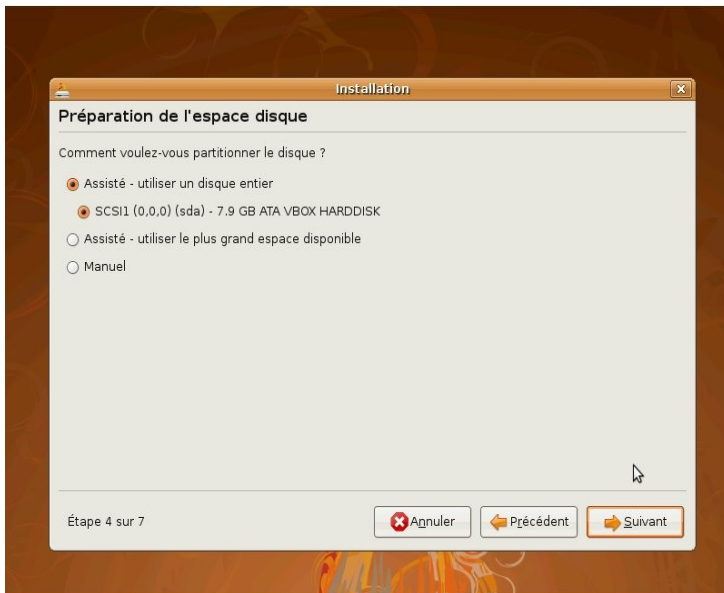 Installation
Préparation de l'espace disque
Comment voulez-vous partitionner le disque ?
Assisté - utiliser un disque entier
SCSI1 (0,0,0) (sda) - 7.9 GB ATA VBOX HARDDISK
Assisté - utiliser le plus grand espace disponible
Manuel
Étape 4 sur 7 Annuler Précédent Suivant